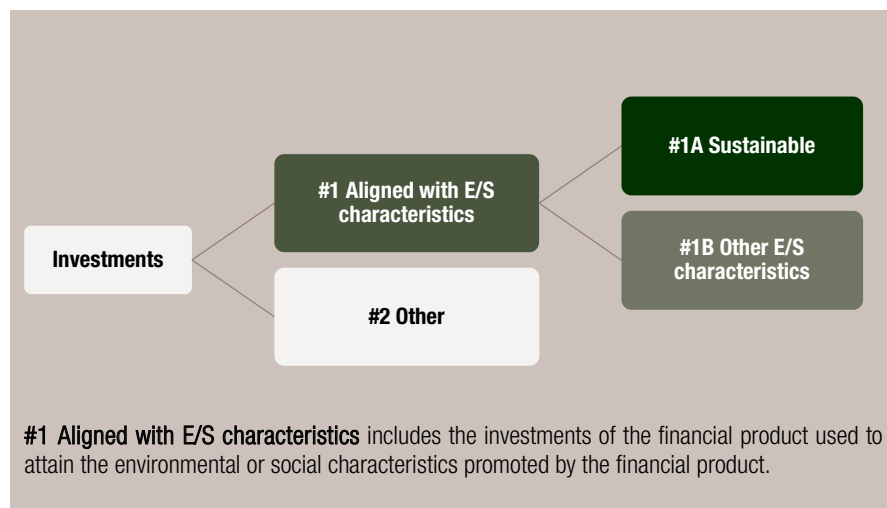 #1A Sustainable
#1 Aligned with E/S
characteristics
#1B Other E/S
characteristics
Investments
#2 Other
#1 Aligned with E/S characteristics includes the investments of the financial product used to
attain the environmental or social characteristics promoted by the financial product.